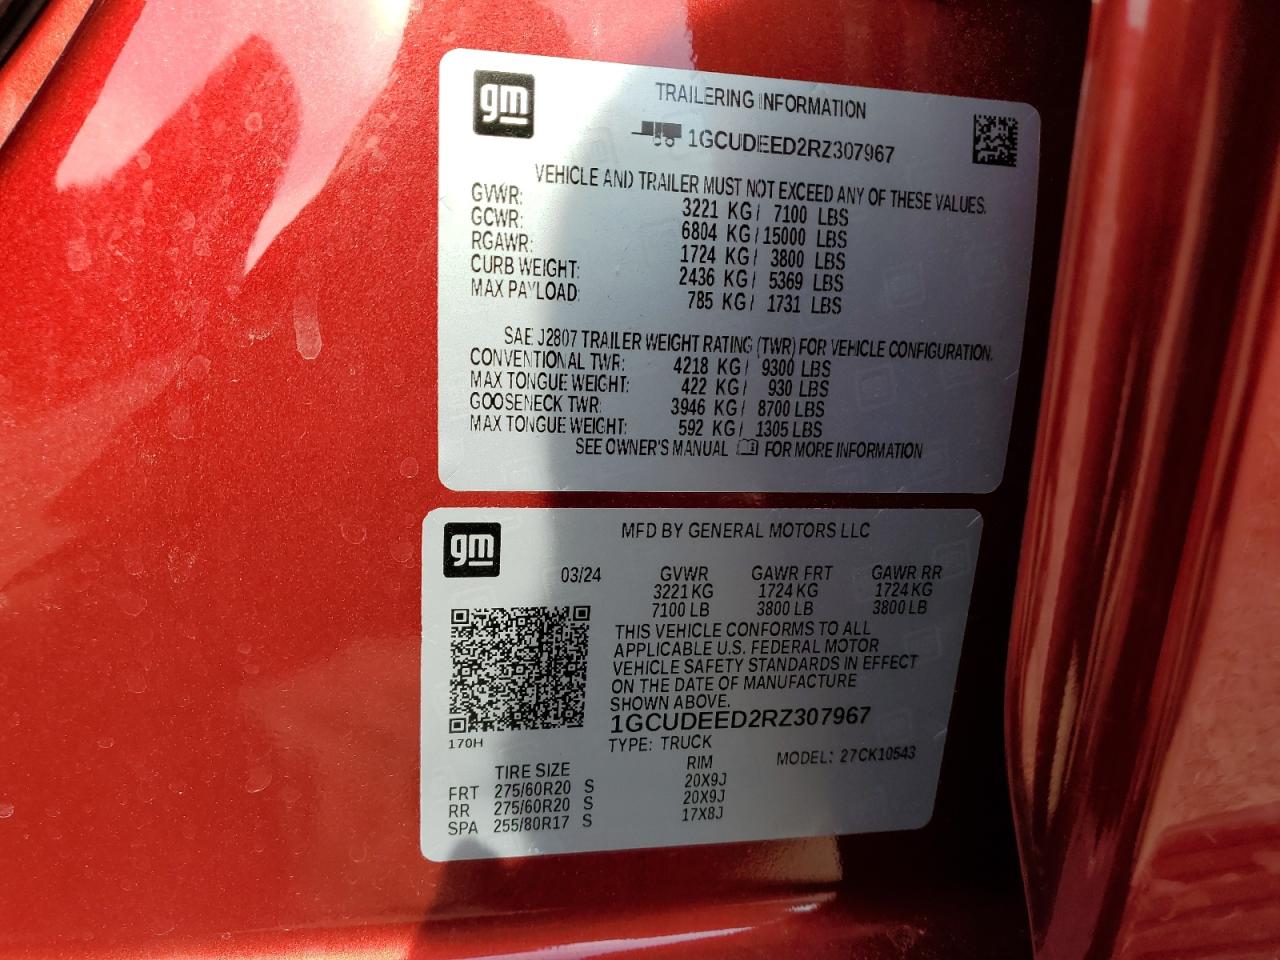 gm
TRAILERING INFORMATION
1GCUDEED2RZ307967
VEHICLE AND TRAILER MUST NOT EXCEED ANY OF THESE VALUES.
GVWR: 3221 KG/ 7100 LBS
GCWR: 6804 KG/15000 LBS
RGAWR: 1724 KG/ 3800 LBS
CURB WEIGHT: 2436 KG/ 5369 LBS
MAX PAYLOAD: 785 KG/ 1731 LBS
SAE J2807 TRAILER WEIGHT RATING (TWR) FOR VEHICLE CONFIGURATION.
CONVENTIONAL TWR: 4218 KG/ 9300 LBS
MAX TONGUE WEIGHT: 422 KG/ 930 LBS
GOOSENECK TWR: 3946 KG/ 8700 LBS
MAX TONGUE WEIGHT: 592 KG/ 1305 LBS
SEE OWNER'S MANUAL FOR MORE INFORMATION
gm
MFD BY GENERAL MOTORS LLC
03/24 GVWR GAWR FRT GAWR RR
3221 KG 1724 KG 1724 KG
7100 LB 3800 LB 3800 LB
THIS VEHICLE CONFORMS TO ALL
APPLICABLE U.S. FEDERAL MOTOR
VEHICLE SAFETY STANDARDS IN EFFECT
ON THE DATE OF MANUFACTURE
SHOWN ABOVE.
1GCUDEED2RZ307967
170H
TYPE: TRUCK
MODEL: 27CK10543
TIRE SIZE RIM
FRT 275/60R20 S 20X9J
RR 275/60R20 S 20X9J
SPA 255/80R17 S 17X8J